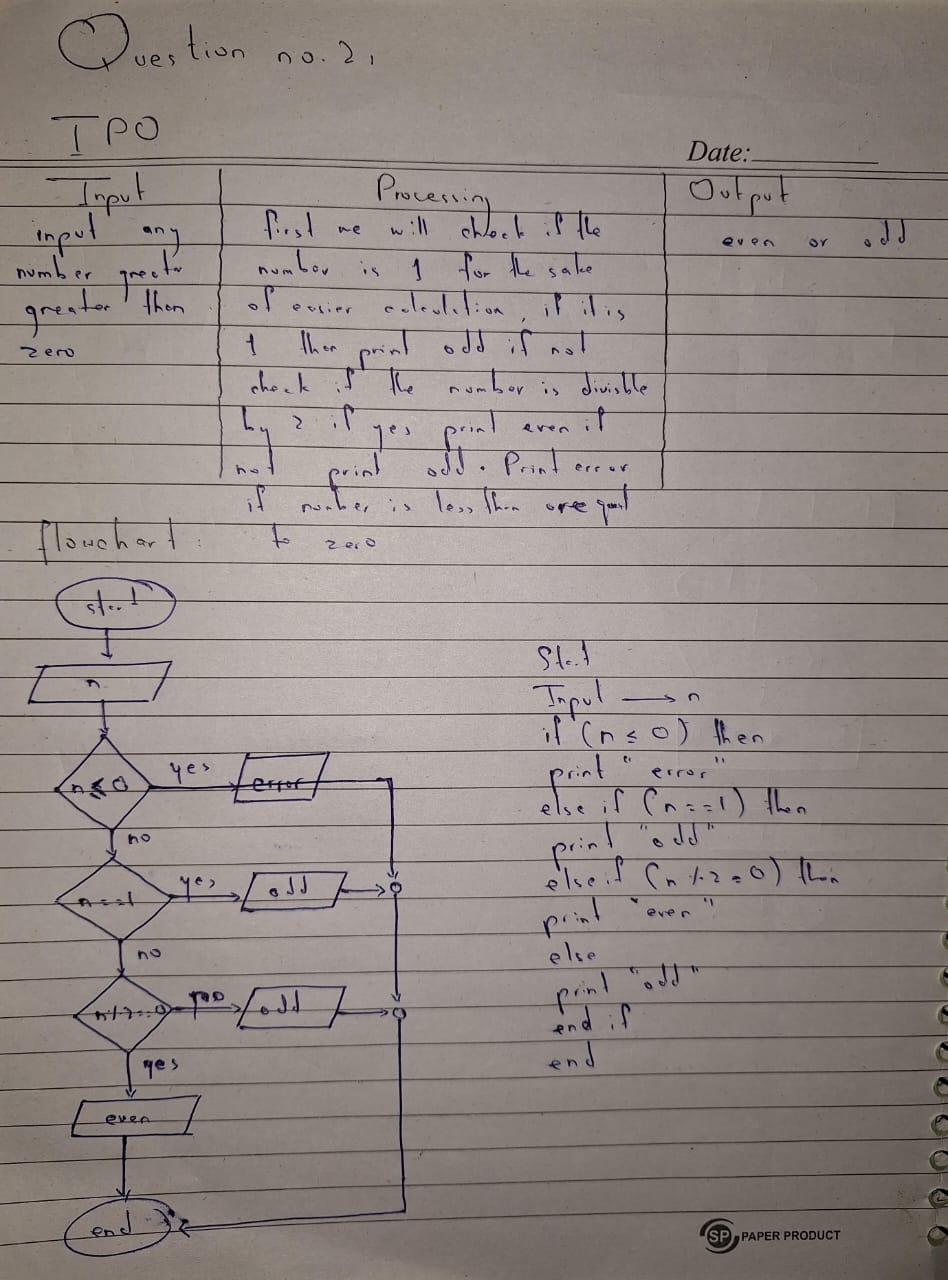 Question no. 2,
IPO
Date:
Input
input any
number greater
greater than
zero
Processing
first we will check if the
number is 1 for the sake
of easier calculation, if it is
1 then print odd if not
check if the number is divisble
by 2 if yes print even if
not print odd. Print error
if number is less than or equal
to zero
Output
even or odd
flowchart:
start
n
n ≤ 0
yes
error
no
n==1
yes
odd
no
n%2==0
no
odd
yes
even
end
Start
Input → n
if (n ≤ 0) then
print "error"
else if (n==1) then
print "odd"
else if (n%2=0) then
print "even"
else
print "odd"
end if
end
SP PAPER PRODUCT